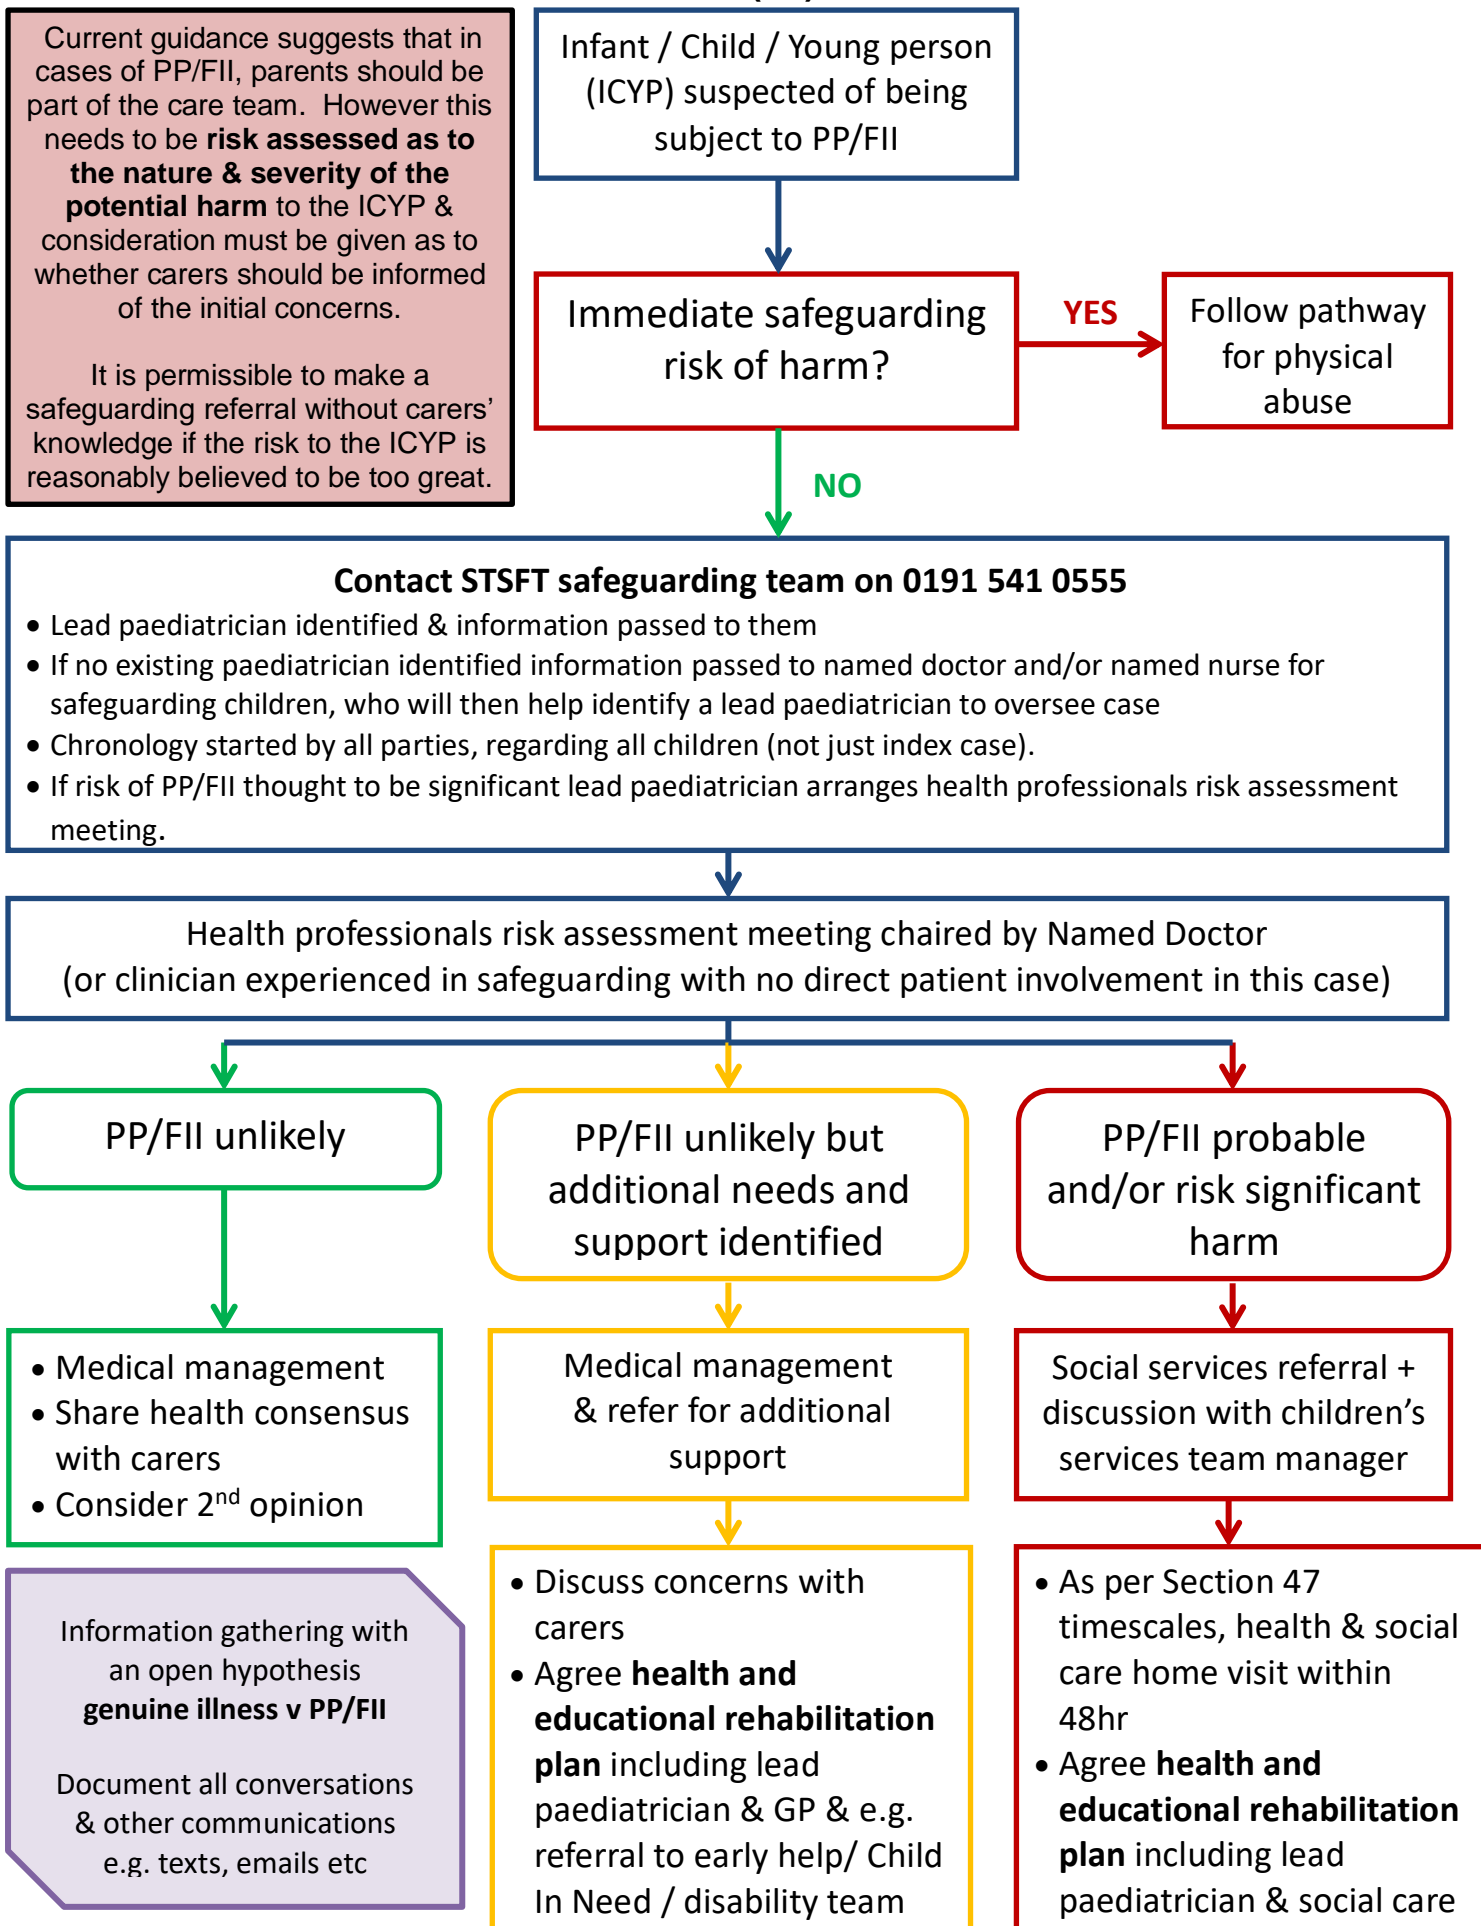 Current guidance suggests that in
cases of PP/FII, parents should be
part of the care team.  However this
needs to be risk assessed as to
the nature & severity of the
potential harm to the ICYP &
consideration must be given as to
whether carers should be informed
of the initial concerns.
It is permissible to make a
safeguarding referral without carers’
knowledge if the risk to the ICYP is
reasonably believed to be too great.
Infant / Child / Young person
(ICYP) suspected of being
subject to PP/FII
Immediate safeguarding
risk of harm?
YES
Follow pathway
for physical
abuse
NO
Contact STSFT safeguarding team on 0191 541 0555
• Lead paediatrician identified & information passed to them
• If no existing paediatrician identified information passed to named doctor and/or named nurse for
safeguarding children, who will then help identify a lead paediatrician to oversee case
• Chronology started by all parties, regarding all children (not just index case).
• If risk of PP/FII thought to be significant lead paediatrician arranges health professionals risk assessment
meeting.
Health professionals risk assessment meeting chaired by Named Doctor
(or clinician experienced in safeguarding with no direct patient involvement in this case)
PP/FII unlikely
PP/FII unlikely but
additional needs and
support identified
PP/FII probable
and/or risk significant
harm
• Medical management
• Share health consensus
with carers
• Consider 2nd opinion
Medical management
& refer for additional
support
Social services referral +
discussion with children’s
services team manager
Information gathering with
an open hypothesis
genuine illness v PP/FII
Document all conversations
& other communications
e.g. texts, emails etc
• Discuss concerns with
carers
• Agree health and
educational rehabilitation
plan including lead
paediatrician & GP & e.g.
referral to early help/ Child
In Need / disability team
• As per Section 47
timescales, health & social
care home visit within
48hr
• Agree health and
educational rehabilitation
plan including lead
paediatrician & social care